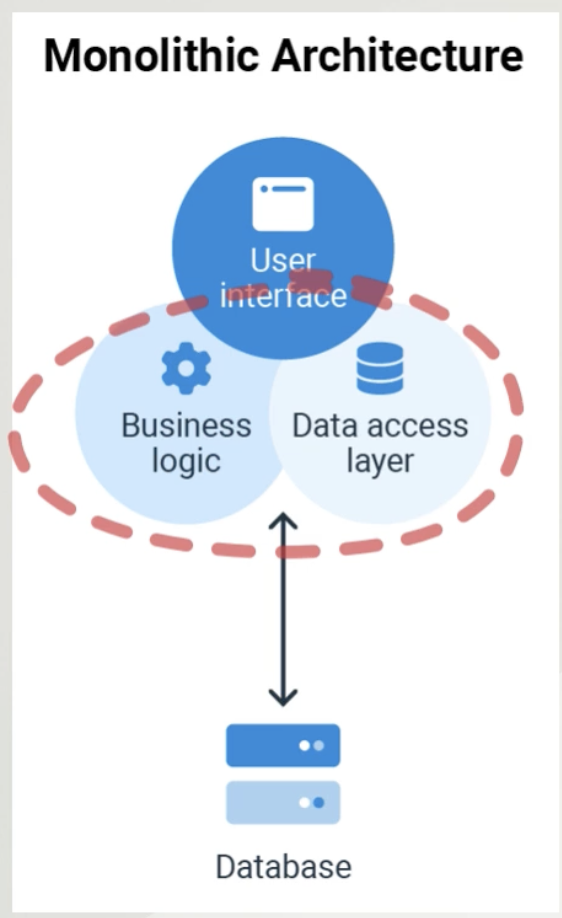 Monolithic Architecture
User
interface
Business
logic
Data access
layer
Database